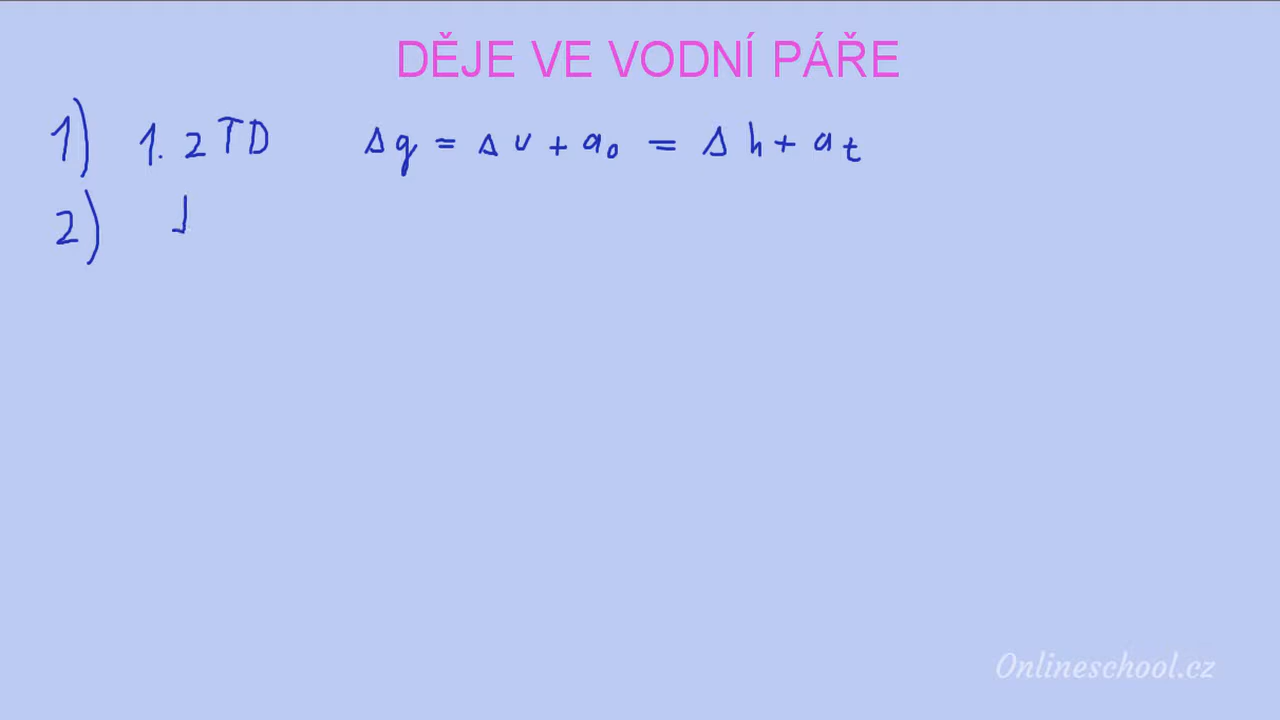 DĚJE VE VODNÍ PÁŘE
1) 1. 2 TD Δq = Δu + a₀ = Δh + aₜ
2) J
Onlineschool.cz